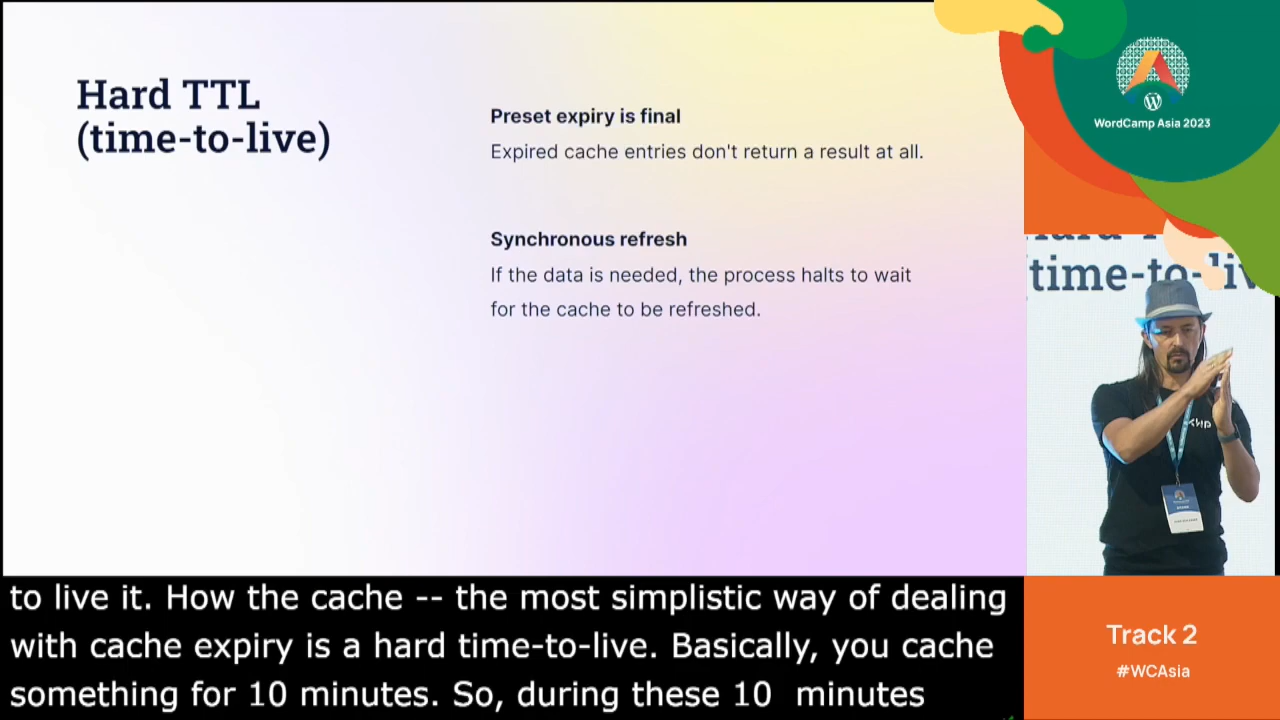 Hard TTL
(time-to-live)
Preset expiry is final
Expired cache entries don't return a result at all.
Synchronous refresh
If the data is needed, the process halts to wait
for the cache to be refreshed.
WordCamp Asia 2023
time-to-liv
to live it. How the cache -- the most simplistic way of dealing
with cache expiry is a hard time-to-live. Basically, you cache
something for 10 minutes. So, during these 10  minutes
Track 2
#WCAsia